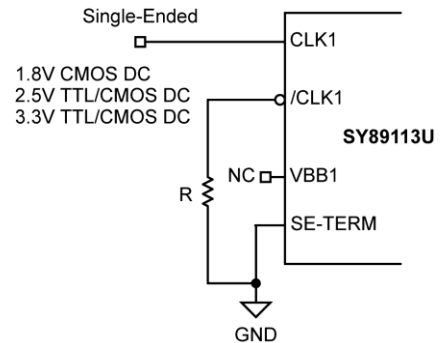 Single-Ended
CLK1
1.8V CMOS DC
2.5V TTL/CMOS DC
3.3V TTL/CMOS DC
/CLK1
SY89113U
NC
VBB1
R
SE-TERM
GND